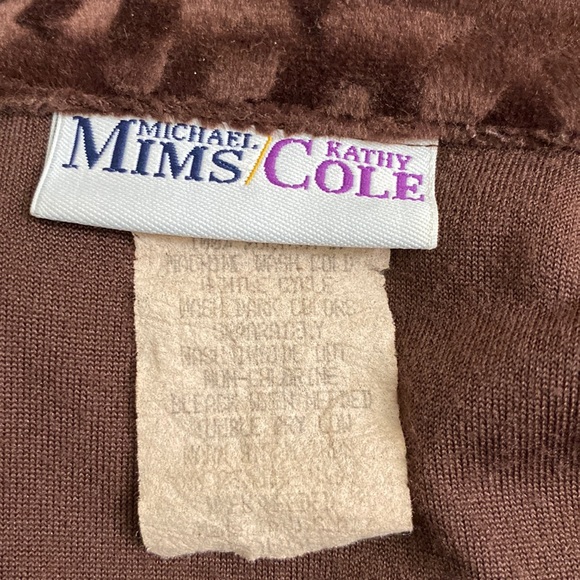 MICHAEL KATHY
MIMS/COLE
MACHINE WASH COLD
GENTLE CYCLE
WASH DARK COLORS
SEPARATELY
WASH INSIDE OUT
NON-CHLORINE
BLEACH WHEN NEEDED
TUMBLE DRY LOW